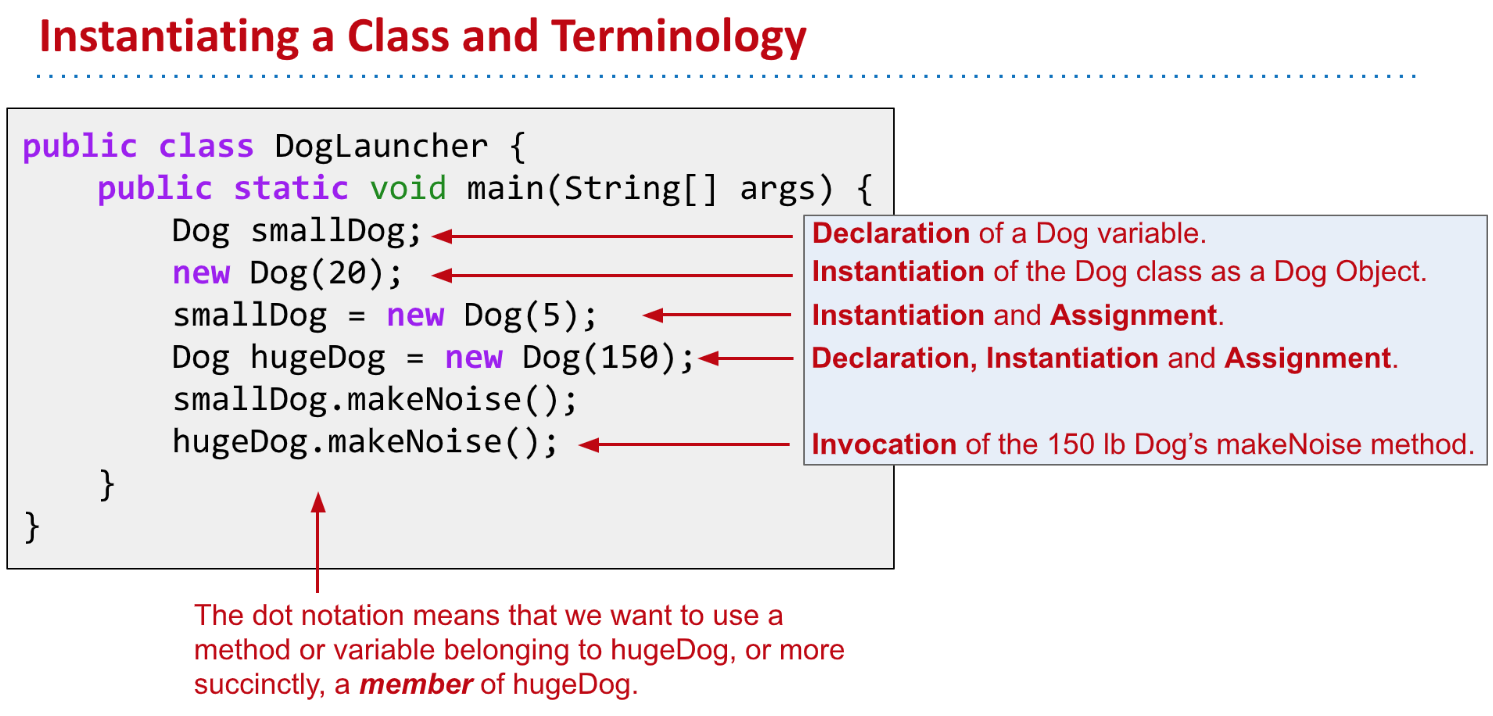 Instantiating a Class and Terminology
public class DogLauncher {
public static void main(String[] args) {
Dog smallDog;
new Dog(20);
smallDog = new Dog(5);
Dog hugeDog = new Dog(150);
smallDog.makeNoise();
hugeDog.makeNoise();
}
}
Declaration of a Dog variable.
Instantiation of the Dog class as a Dog Object.
Instantiation and Assignment.
Declaration, Instantiation and Assignment.
Invocation of the 150 lb Dog’s makeNoise method.
The dot notation means that we want to use a
method or variable belonging to hugeDog, or more
succinctly, a member of hugeDog.